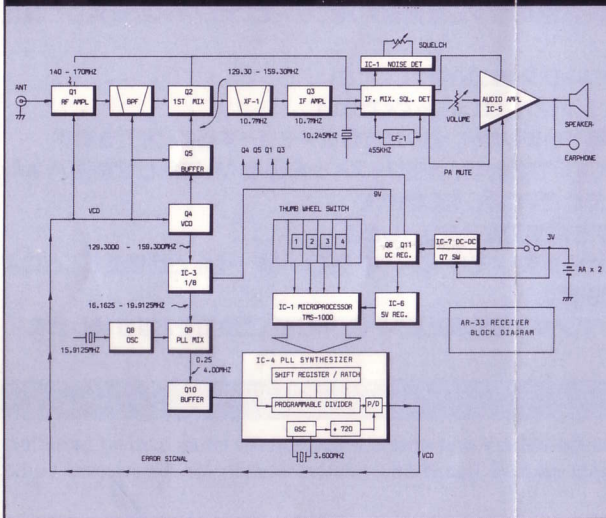 140 - 170MHZ
ANT
Q1
RF AMPL
BPF
Q2
1ST MIX
129.30 - 159.30MHZ
XF-1
10.7MHZ
Q3
IF AMPL
10.7MHZ
SQUELCH
IC-1 NOISE DET
IF. MIX. SQL. DET
10.245MHZ
CF-1
455KHZ
VOLUME
AUDIO AMPL
IC-5
SPEAKER
EARPHONE
PA MUTE
Q5
BUFFER
Q4 Q5 Q1 Q3
VCO
Q4
VCO
9V
THUMB WHEEL SWITCH
1 2 3 4
Q6 Q11
DC REG.
IC-7 DC-DC
Q7 SW
3V
AA x 2
129.3000 - 159.300MHZ
IC-3
1/8
16.1625 - 19.9125MHZ
IC-1 MICROPROCESSOR
TMS-1000
IC-6
5V REG.
AR-33 RECEIVER
BLOCK DIAGRAM
Q8
OSC
Q9
PLL MIX
15.9125MHZ
0.25
4.00MHZ
IC-4 PLL SYNTHESIZER
SHIFT REGISTER / RATCH
PROGRAMMABLE DIVIDER
P/D
Q10
BUFFER
OSC
÷ 720
3.600MHZ
ERROR SIGNAL
VCO